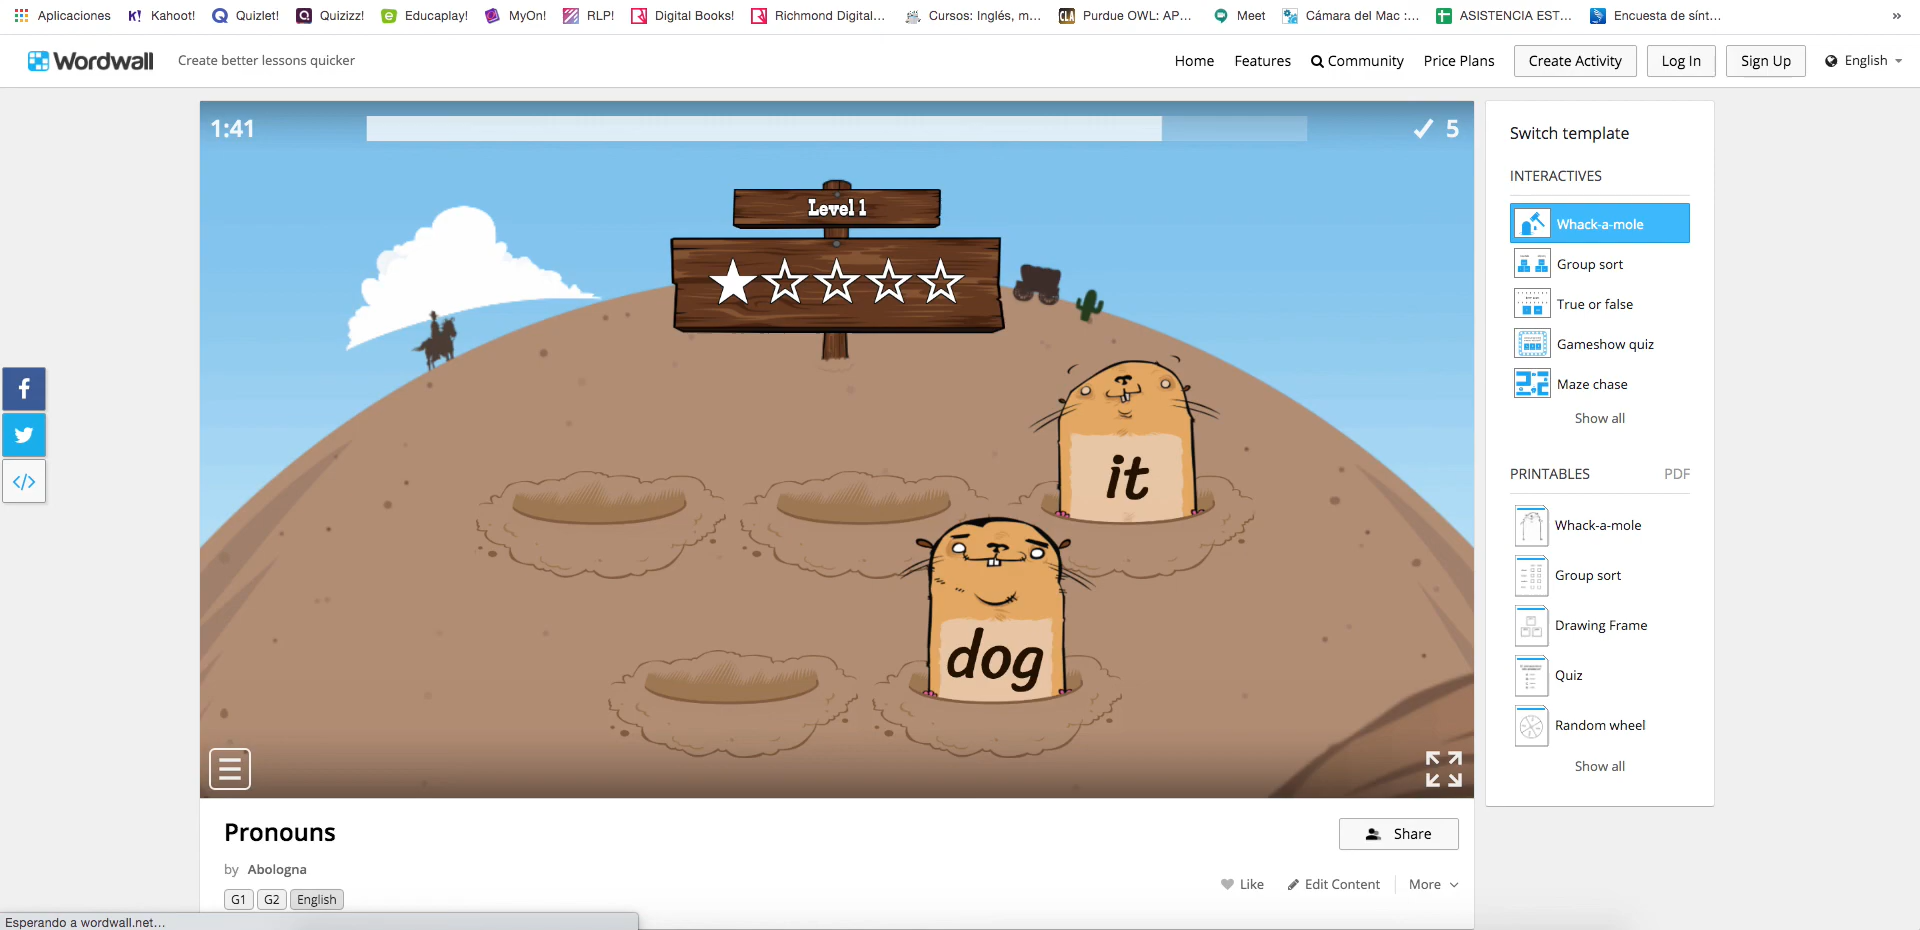 Aplicaciones Kahoot! Quizlet! Quizizz! Educaplay! MyOn! RLP! Digital Books! Richmond Digital... Cursos: Inglés, m... Purdue OWL: AP... Meet Cámara del Mac :... ASISTENCIA EST... Encuesta de sínt... »
Wordwall Create better lessons quicker Home Features Community Price Plans Create Activity Log In Sign Up English
1:41 5
Level 1
it
dog
Switch template
INTERACTIVES
Whack-a-mole
Group sort
True or false
Gameshow quiz
Maze chase
Show all
PRINTABLES PDF
Whack-a-mole
Group sort
Drawing Frame
Quiz
Random wheel
Show all
Pronouns
Share
by Abologna
Like Edit Content More
G1 G2 English
Esperando a wordwall.net...